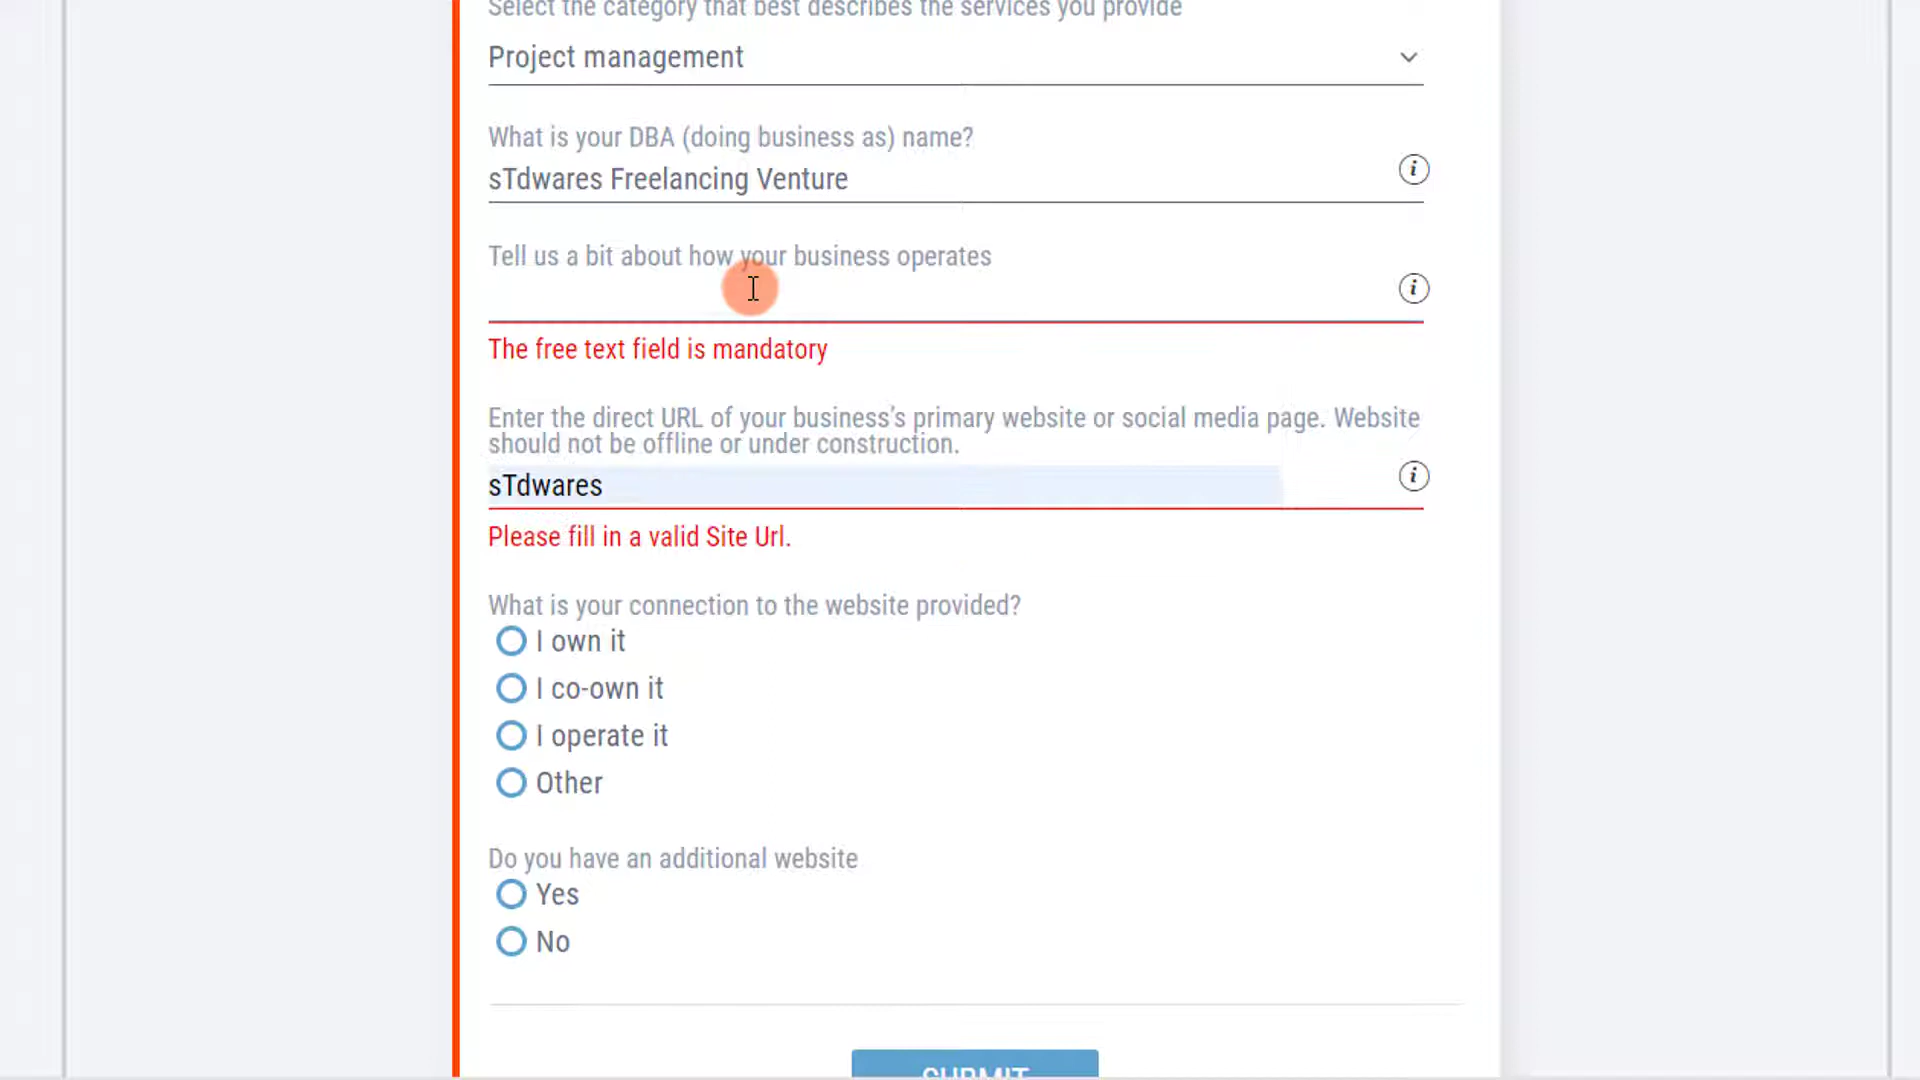 Select the category that best describes the services you provide
Project management
What is your DBA (doing business as) name?
sTdwares Freelancing Venture
Tell us a bit about how your business operates
The free text field is mandatory
Enter the direct URL of your business's primary website or social media page. Website
should not be offline or under construction.
sTdwares
Please fill in a valid Site Url.
What is your connection to the website provided?
I own it
I co-own it
I operate it
Other
Do you have an additional website
Yes
No
SUBMIT